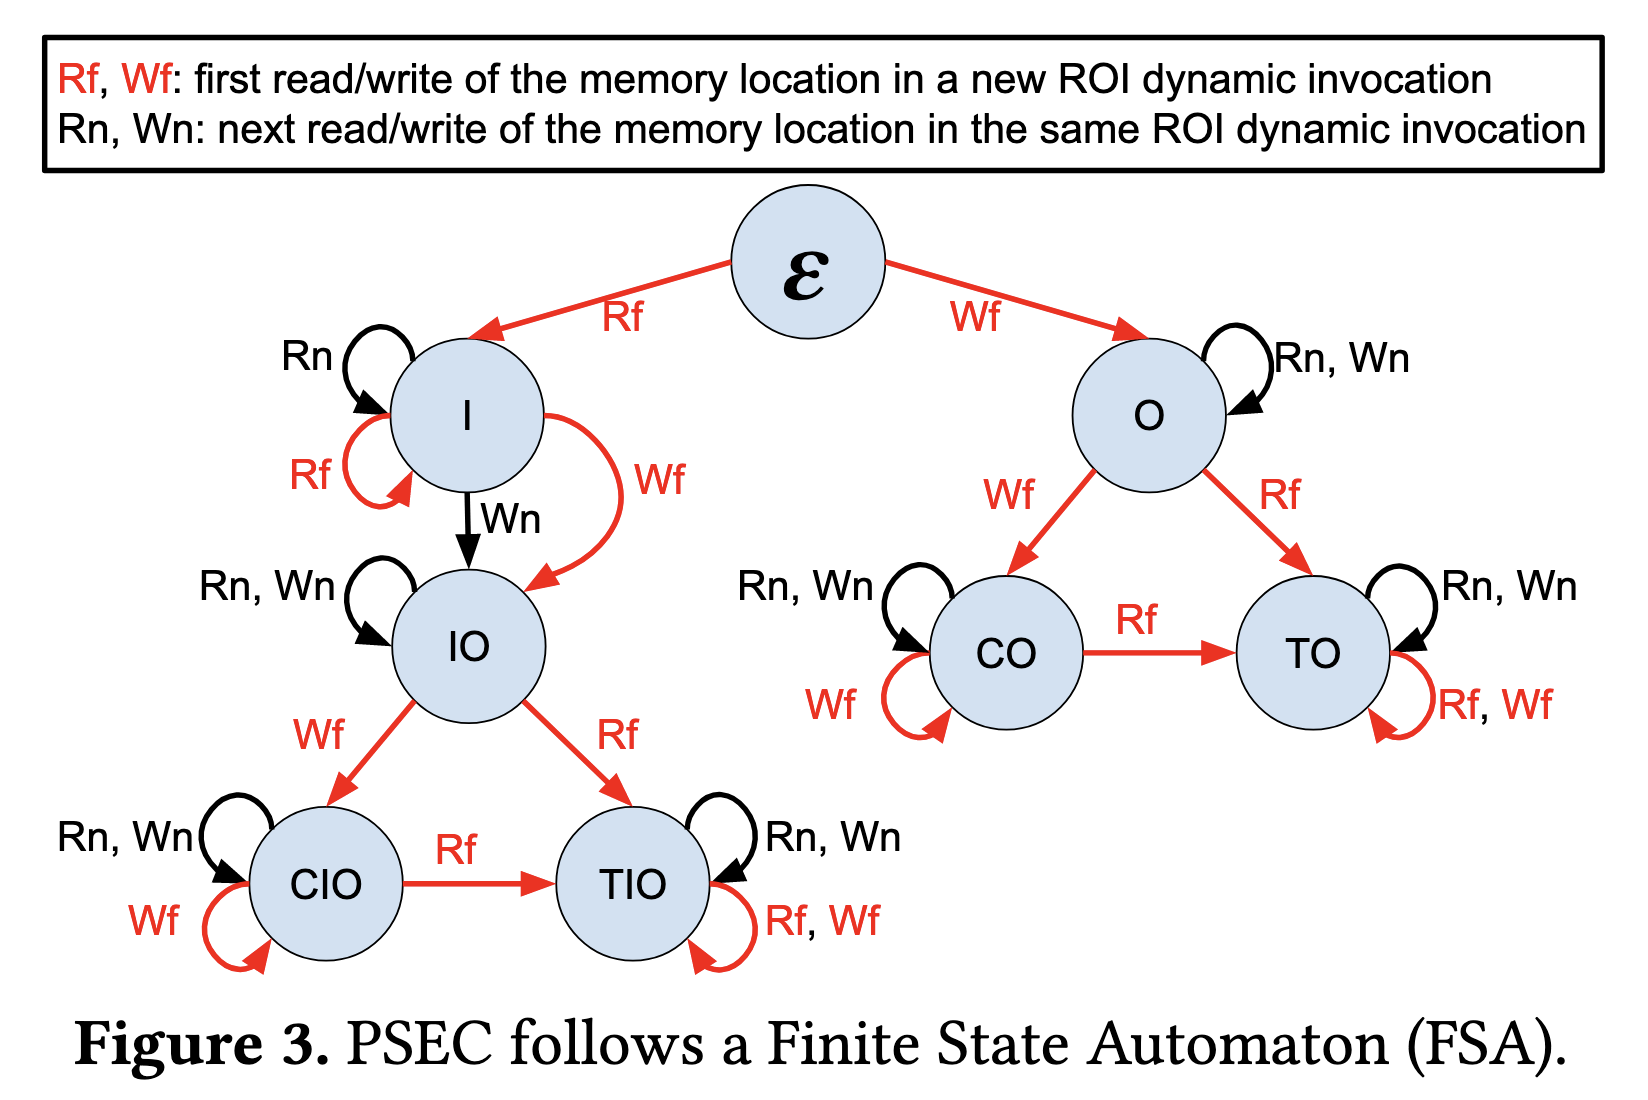 Rf, Wf: first read/write of the memory location in a new ROI dynamic invocation
Rn, Wn: next read/write of the memory location in the same ROI dynamic invocation
ε
Rf
Wf
Rn
I
Rf
Wf
Wn
O
Rn, Wn
Wf
Rf
Rn, Wn
IO
Wf
Rf
Rn, Wn
CO
Wf
Rf
TO
Rn, Wn
Rf, Wf
Rn, Wn
CIO
Wf
Rf
TIO
Rn, Wn
Rf, Wf
Figure 3. PSEC follows a Finite State Automaton (FSA).